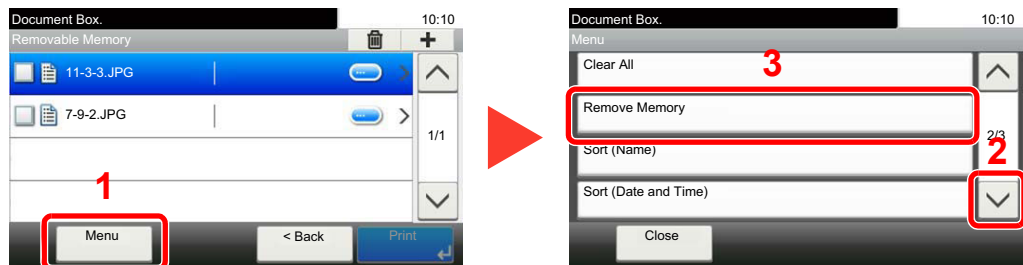 Document Box.
10:10
Removable Memory
11-3-3.JPG
7-9-2.JPG
1/1
1
Menu
< Back
Print
Document Box.
10:10
Menu
Clear All
3
Remove Memory
2/3
Sort (Name)
2
Sort (Date and Time)
Close